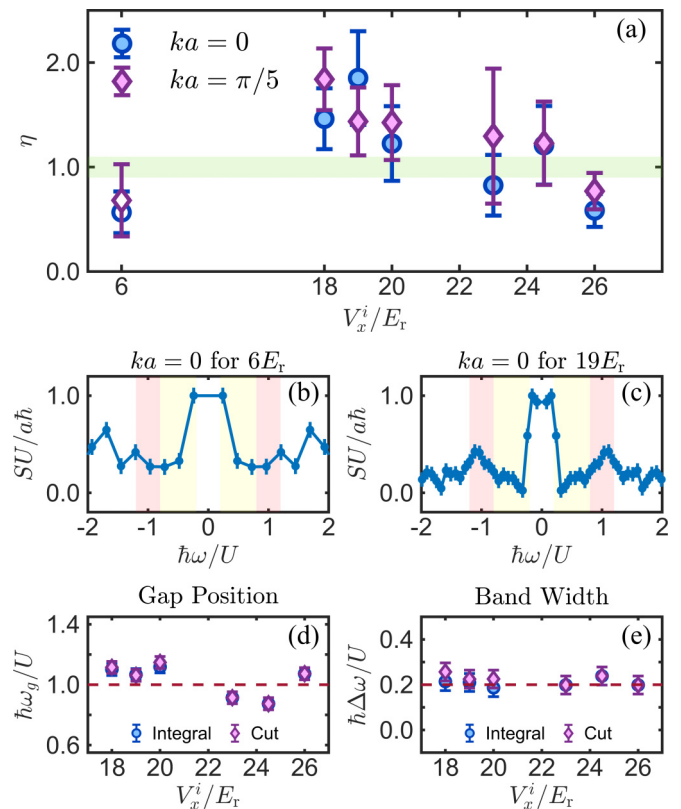 (a)
ka = 0
ka = π/5
2.0
1.0
0.0
η
6 18 20 22 24 26
V_x^i/E_r
ka = 0 for 6E_r
(b)
1.0
0.0
SU/aħ
-2 -1 0 1 2
ħω/U
ka = 0 for 19E_r
(c)
1.0
0.0
SU/aħ
-2 -1 0 1 2
ħω/U
Gap Position
(d)
1.4
1.0
0.6
ħω_g/U
Integral Cut
18 20 22 24 26
V_x^i/E_r
Band Width
(e)
0.4
0.2
0.0
ħΔω/U
Integral Cut
18 20 22 24 26
V_x^i/E_r